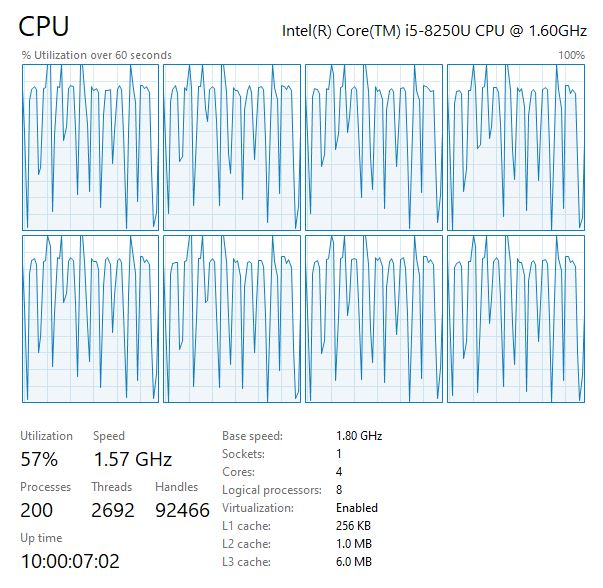 CPU Intel(R) Core(TM) i5-8250U CPU @ 1.60GHz
% Utilization over 60 seconds 100%
Utilization Speed
57% 1.57 GHz
Processes Threads Handles
200 2692 92466
Up time
10:00:07:02
Base speed: 1.80 GHz
Sockets: 1
Cores: 4
Logical processors: 8
Virtualization: Enabled
L1 cache: 256 KB
L2 cache: 1.0 MB
L3 cache: 6.0 MB